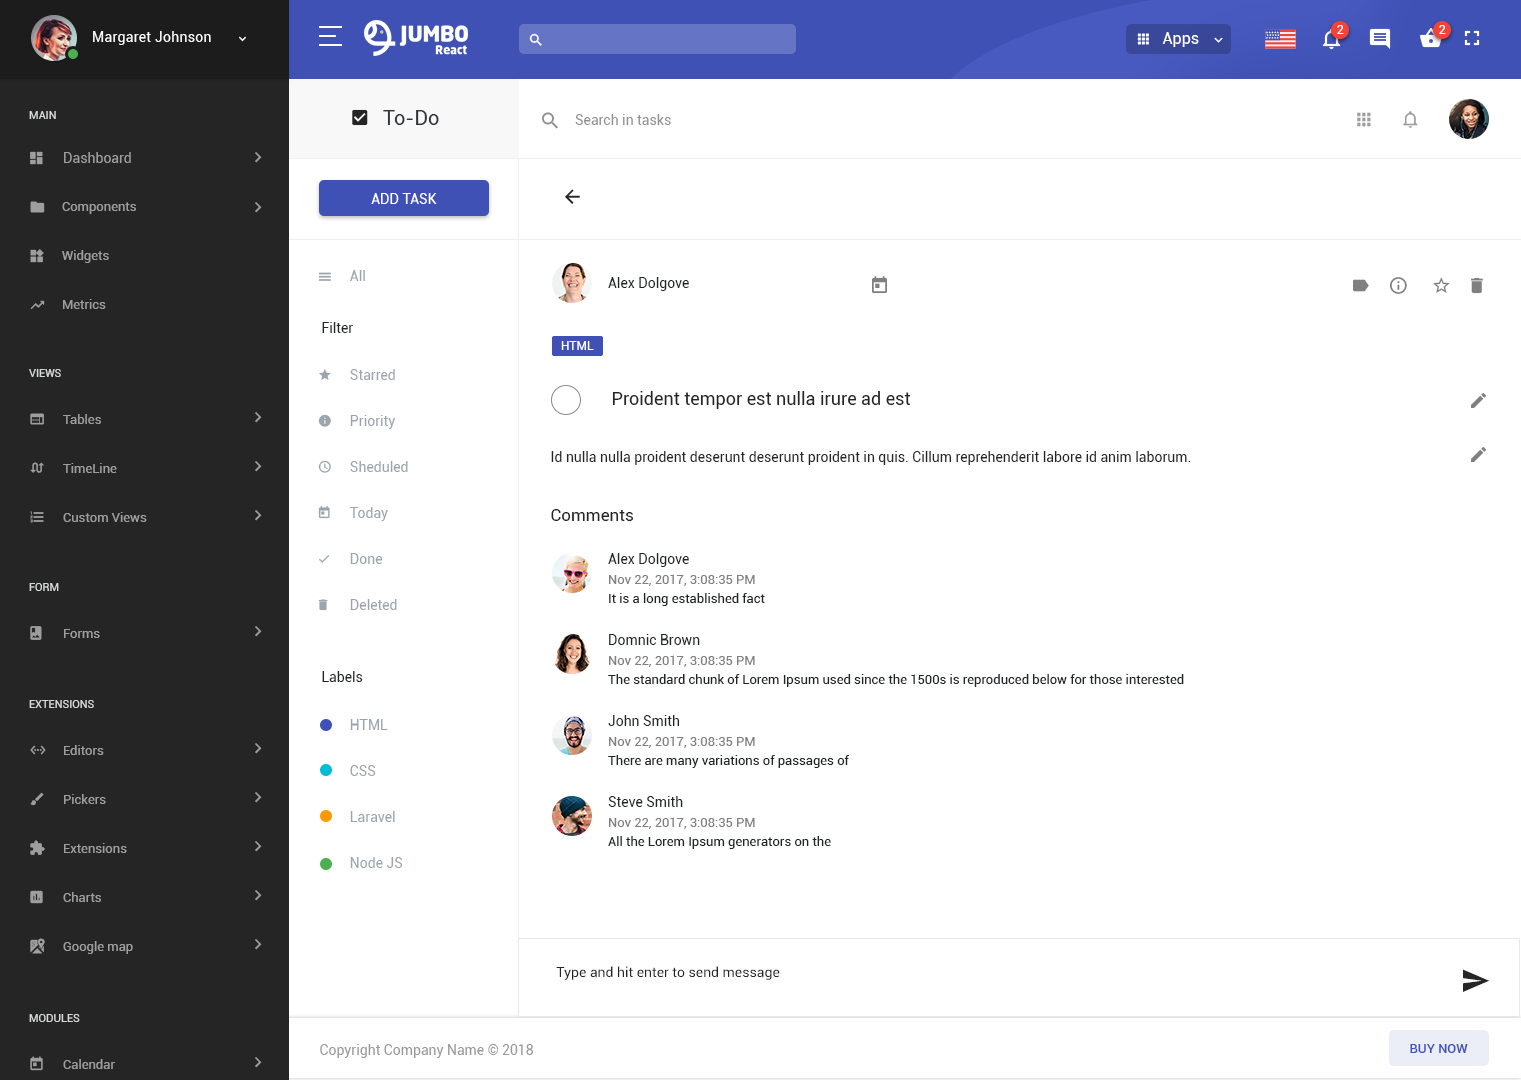 Margaret Johnson
JUMBO
React
Apps
2
2
MAIN
Dashboard
Components
Widgets
Metrics
VIEWS
Tables
TimeLine
Custom Views
FORM
Forms
EXTENSIONS
Editors
Pickers
Extensions
Charts
Google map
MODULES
Calendar
To-Do
Search in tasks
ADD TASK
All
Filter
Starred
Priority
Sheduled
Today
Done
Deleted
Labels
HTML
CSS
Laravel
Node JS
Alex Dolgove
HTML
Proident tempor est nulla irure ad est
Id nulla nulla proident deserunt deserunt proident in quis. Cillum reprehenderit labore id anim laborum.
Comments
Alex Dolgove
Nov 22, 2017, 3:08:35 PM
It is a long established fact
Domnic Brown
Nov 22, 2017, 3:08:35 PM
The standard chunk of Lorem Ipsum used since the 1500s is reproduced below for those interested
John Smith
Nov 22, 2017, 3:08:35 PM
There are many variations of passages of
Steve Smith
Nov 22, 2017, 3:08:35 PM
All the Lorem Ipsum generators on the
Type and hit enter to send message
Copyright Company Name © 2018
BUY NOW